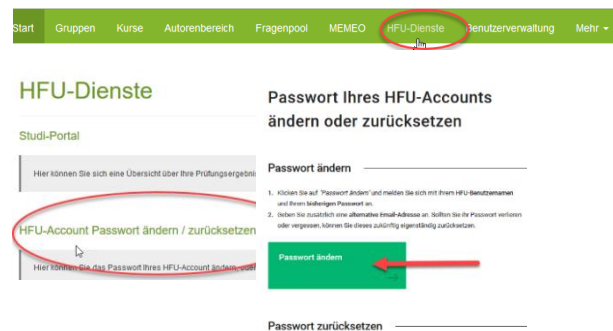 Start Gruppen Kurse Autorenbereich Fragenpool MEMEO HFU-Dienste Benutzerverwaltung Mehr
HFU-Dienste
Studi-Portal
Hier können Sie sich eine Übersicht über Ihre Prüfungsergebni
HFU-Account Passwort ändern / zurücksetzen
Hier können Sie das Passwort Ihres HFU-Account ändern, oder
Passwort Ihres HFU-Accounts
ändern oder zurücksetzen
Passwort ändern
1. Klicken Sie auf "Passwort ändern" und melden Sie sich mit Ihrem HFU-Benutzernamen
und Ihrem bisherigen Passwort an.
2. Geben Sie zusätzlich eine alternative Email-Adresse an. Sollten Sie Ihr Passwort verlieren
oder vergessen, können Sie dieses zukünftig eigenständig zurücksetzen.
Passwort ändern
Passwort zurücksetzen